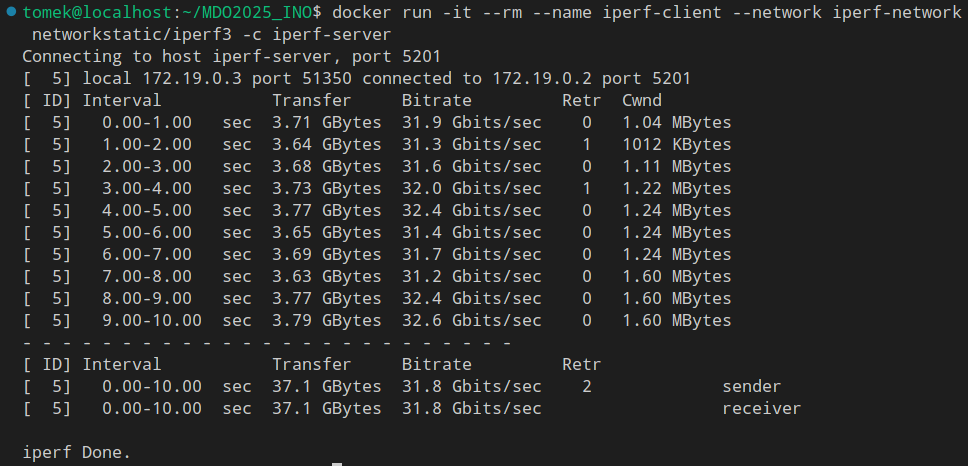 tomek@localhost:~/MDO2025_INO$ docker run -it --rm --name iperf-client --network iperf-network
networkstatic/iperf3 -c iperf-server
Connecting to host iperf-server, port 5201
[  5] local 172.19.0.3 port 51350 connected to 172.19.0.2 port 5201
[ ID] Interval           Transfer     Bitrate         Retr  Cwnd
[  5]   0.00-1.00   sec  3.71 GBytes  31.9 Gbits/sec    0   1.04 MBytes
[  5]   1.00-2.00   sec  3.64 GBytes  31.3 Gbits/sec    1   1012 KBytes
[  5]   2.00-3.00   sec  3.68 GBytes  31.6 Gbits/sec    0   1.11 MBytes
[  5]   3.00-4.00   sec  3.73 GBytes  32.0 Gbits/sec    1   1.22 MBytes
[  5]   4.00-5.00   sec  3.77 GBytes  32.4 Gbits/sec    0   1.24 MBytes
[  5]   5.00-6.00   sec  3.65 GBytes  31.4 Gbits/sec    0   1.24 MBytes
[  5]   6.00-7.00   sec  3.69 GBytes  31.7 Gbits/sec    0   1.24 MBytes
[  5]   7.00-8.00   sec  3.63 GBytes  31.2 Gbits/sec    0   1.60 MBytes
[  5]   8.00-9.00   sec  3.77 GBytes  32.4 Gbits/sec    0   1.60 MBytes
[  5]   9.00-10.00  sec  3.79 GBytes  32.6 Gbits/sec    0   1.60 MBytes
- - - - - - - - - - - - - - - - - - - - - - - - -
[ ID] Interval           Transfer     Bitrate         Retr
[  5]   0.00-10.00  sec  37.1 GBytes  31.8 Gbits/sec    2             sender
[  5]   0.00-10.00  sec  37.1 GBytes  31.8 Gbits/sec                  receiver

iperf Done.